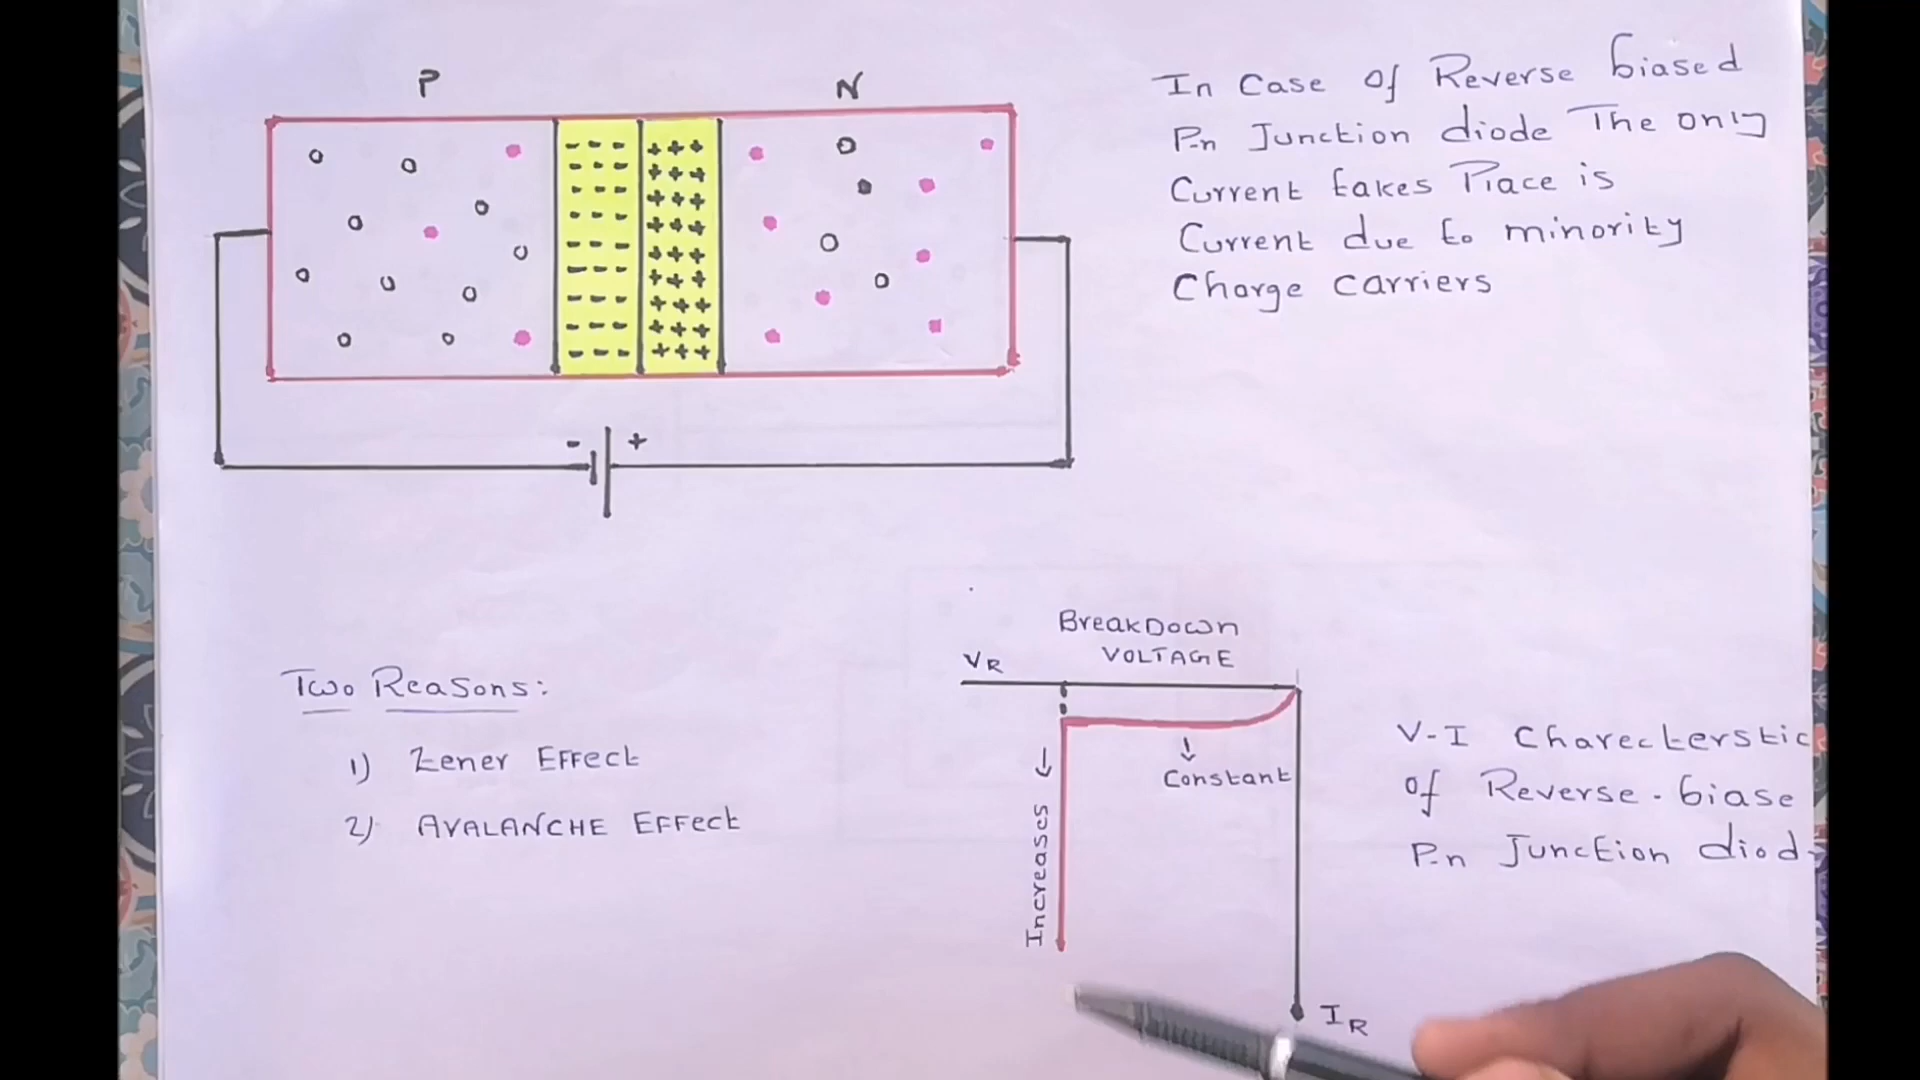 P
N
In Case of Reverse biased
P-n Junction diode The only
Current takes Place is
Current due to minority
Charge carriers
- +
Two Reasons:
1) Zener Effect
2) AVALANCHE Effect
BreakDown
VOLTAGE
VR
Constant
Increases
IR
V-I Charecterstic
of Reverse-biase
P-n Junction diod